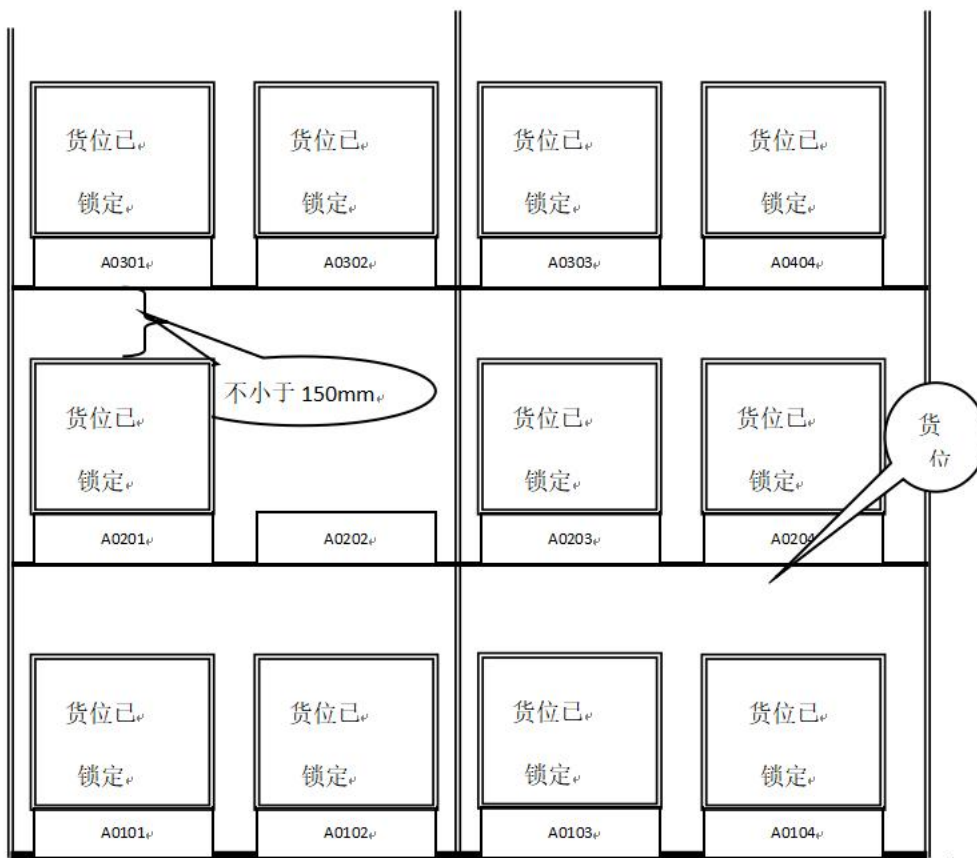 货位已
锁定
货位已
锁定
货位已
锁定
货位已
锁定
A0301
A0302
A0303
A0404
不小于 150mm
货位已
锁定
货位已
锁定
货位已
锁定
货
位
A0201
A0202
A0203
A0204
货位已
锁定
货位已
锁定
货位已
锁定
货位已
锁定
A0101
A0102
A0103
A0104